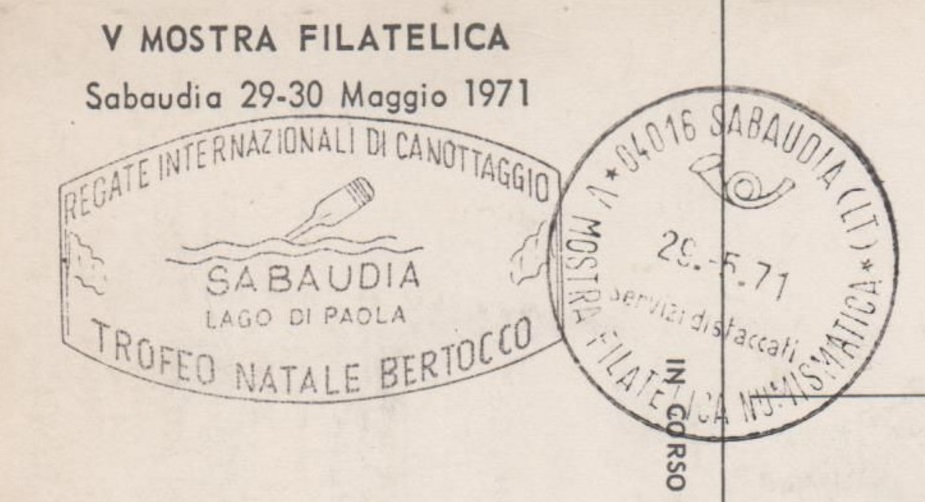 V MOSTRA FILATELICA
Sabaudia 29-30 Maggio 1971
REGATE INTERNAZIONALI DI CANOTTAGGIO
SABAUDIA
LAGO DI PAOLA
TROFEO NATALE BERTOCCO
★ 04016 SABAUDIA (LT) ★
29.-5.71
servizi distaccati
V MOSTRA FILATELICA NUMISMATICA
IN CORSO